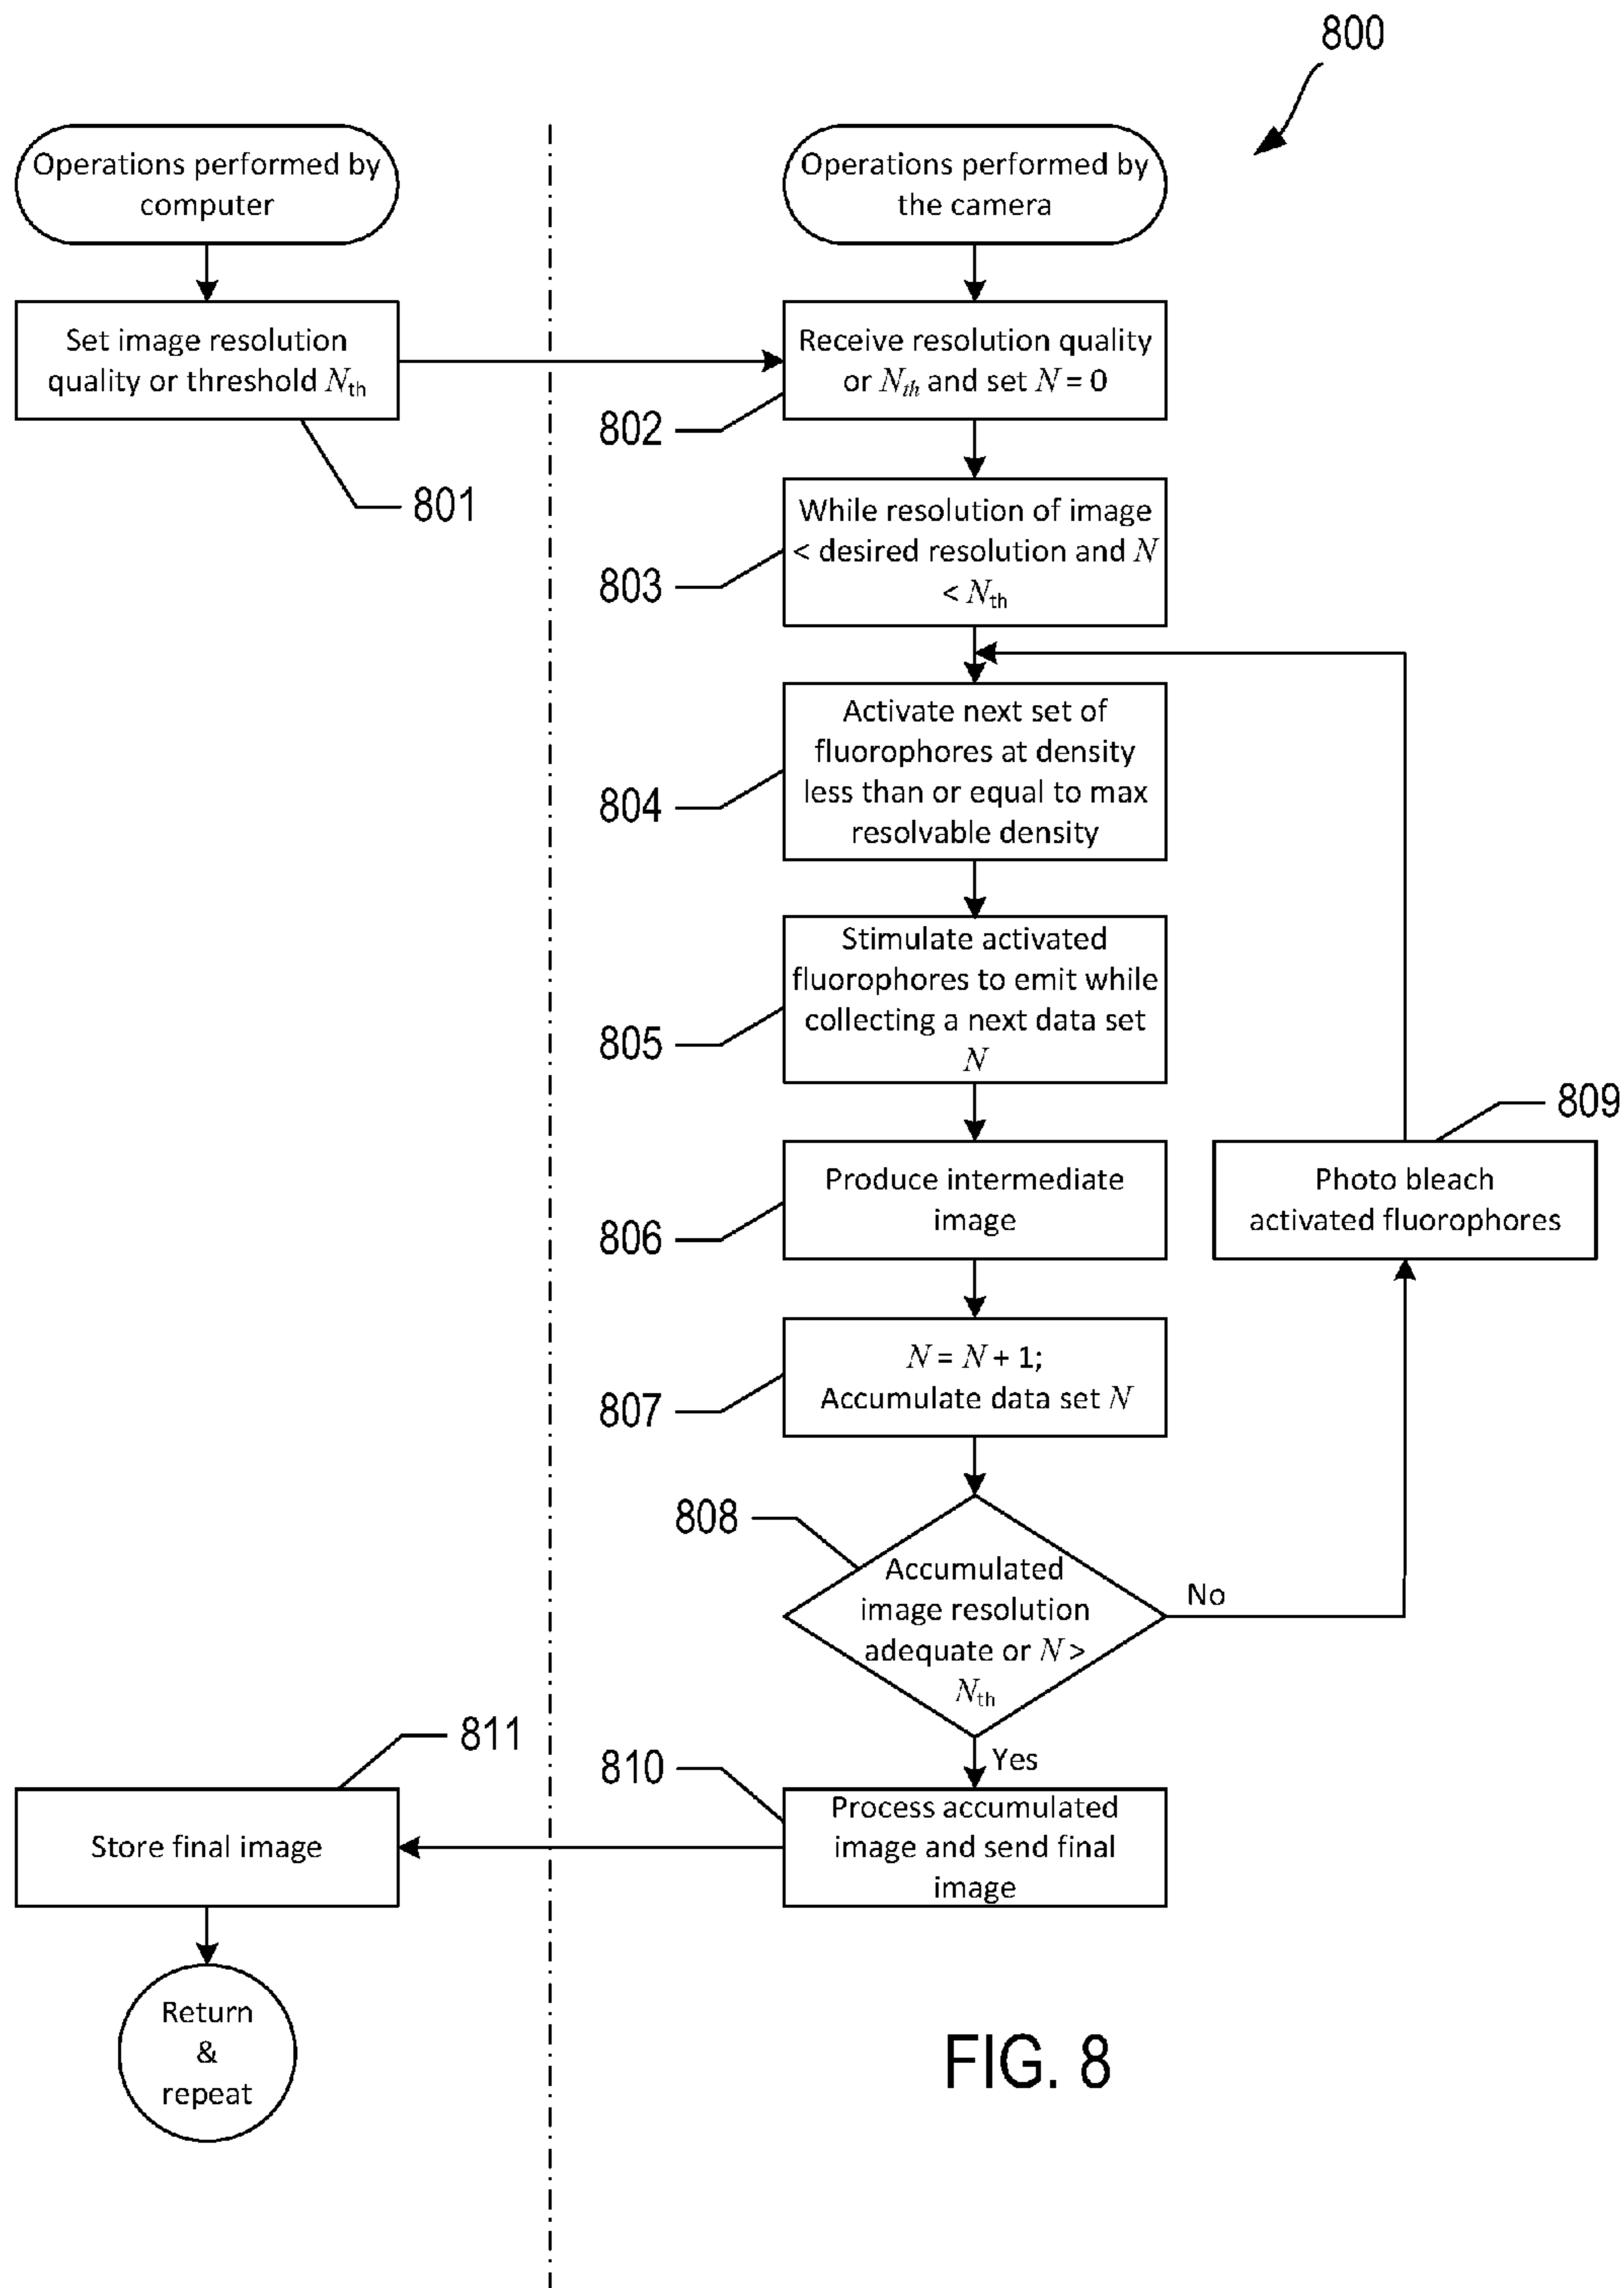 800
Operations performed by
computer
Operations performed by
the camera
Set image resolution
quality or threshold Nth
801
Receive resolution quality
or Nth and set N = 0
802
While resolution of image
< desired resolution and N
< Nth
803
Activate next set of
fluorophores at density
less than or equal to max
resolvable density
804
Stimulate activated
fluorophores to emit while
collecting a next data set
N
805
Produce intermediate
image
806
809
Photo bleach
activated fluorophores
N = N + 1;
Accumulate data set N
807
808
Accumulated
image resolution
adequate or N >
Nth
No
Yes
810
Process accumulated
image and send final
image
811
Store final image
Return
&
repeat
FIG. 8